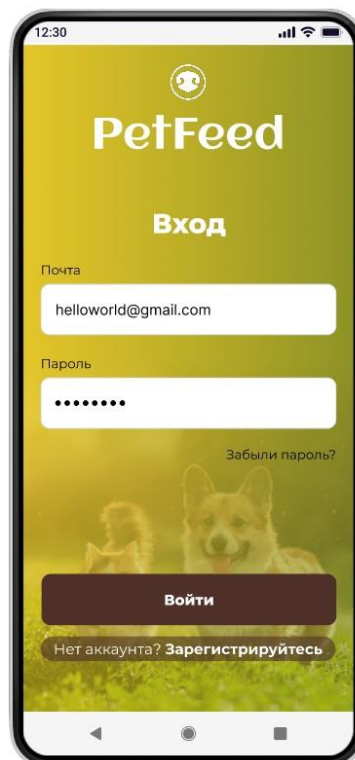 12:30
PetFeed
Вход
Почта
helloworld@gmail.com
Пароль
••••••••
Забыли пароль?
Войти
Нет аккаунта? Зарегистрируйтесь